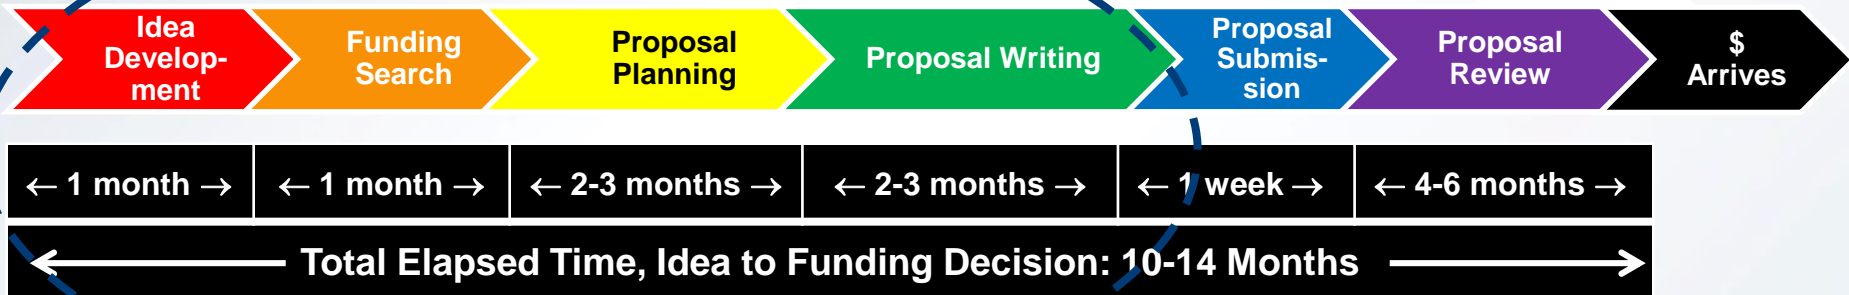 Idea
Develop-
ment
Funding
Search
Proposal
Planning
Proposal Writing
Proposal
Submis-
sion
Proposal
Review
$
Arrives
← 1 month →
← 1 month →
← 2-3 months →
← 2-3 months →
← 1 week →
← 4-6 months →
Total Elapsed Time, Idea to Funding Decision: 10-14 Months